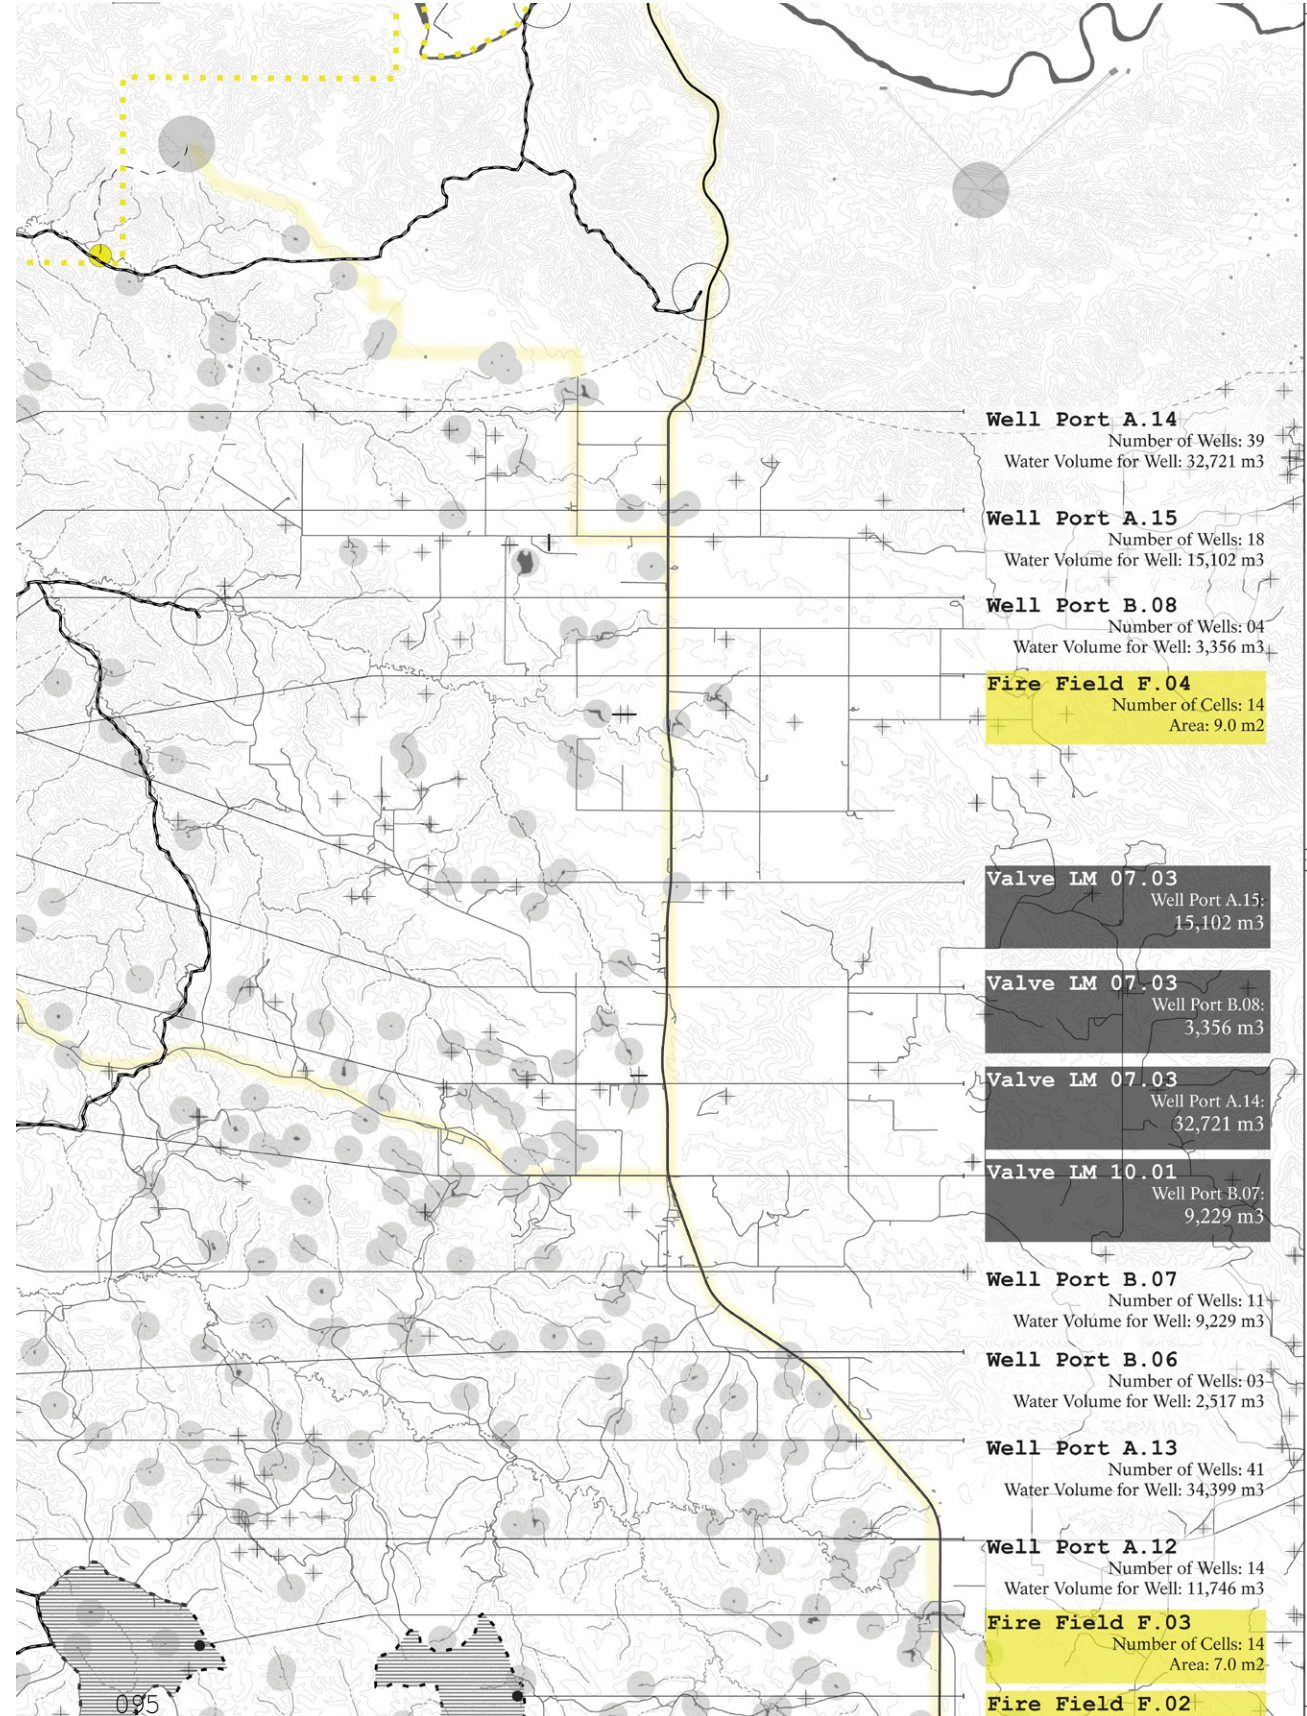 Well Port A.14
Number of Wells: 39
Water Volume for Well: 32,721 m3
Well Port A.15
Number of Wells: 18
Water Volume for Well: 15,102 m3
Well Port B.08
Number of Wells: 04
Water Volume for Well: 3,356 m3
Fire Field F.04
Number of Cells: 14
Area: 9.0 m2
Valve LM 07.03
Well Port A.15:
15,102 m3
Valve LM 07.03
Well Port B.08:
3,356 m3
Valve LM 07.03
Well Port A.14:
32,721 m3
Valve LM 10.01
Well Port B.07:
9,229 m3
Well Port B.07
Number of Wells: 11
Water Volume for Well: 9,229 m3
Well Port B.06
Number of Wells: 03
Water Volume for Well: 2,517 m3
Well Port A.13
Number of Wells: 41
Water Volume for Well: 34,399 m3
Well Port A.12
Number of Wells: 14
Water Volume for Well: 11,746 m3
Fire Field F.03
Number of Cells: 14
Area: 7.0 m2
Fire Field F.02
095